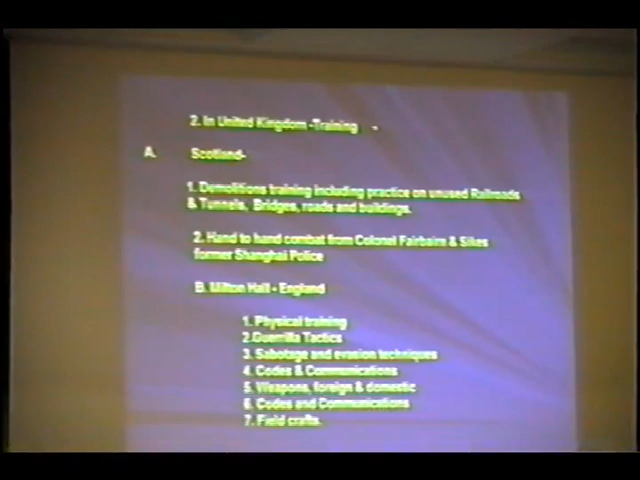 2. In United Kingdom -Training -
A. Scotland-
1. Demolitions training including practice on unused Railroads
& Tunnels, Bridges, roads and buildings.
2. Hand to hand combat from Colonel Fairbaire & Sikes
former Shanghai Police
B. Milton Hall - England
1. Physical training
2.Guerrilla Tactics
3. Sabotage and evasion techniques
4. Codes & Communications
5. Weapons, foreign & domestic
6. Codes and Communications
7. Field crafts.